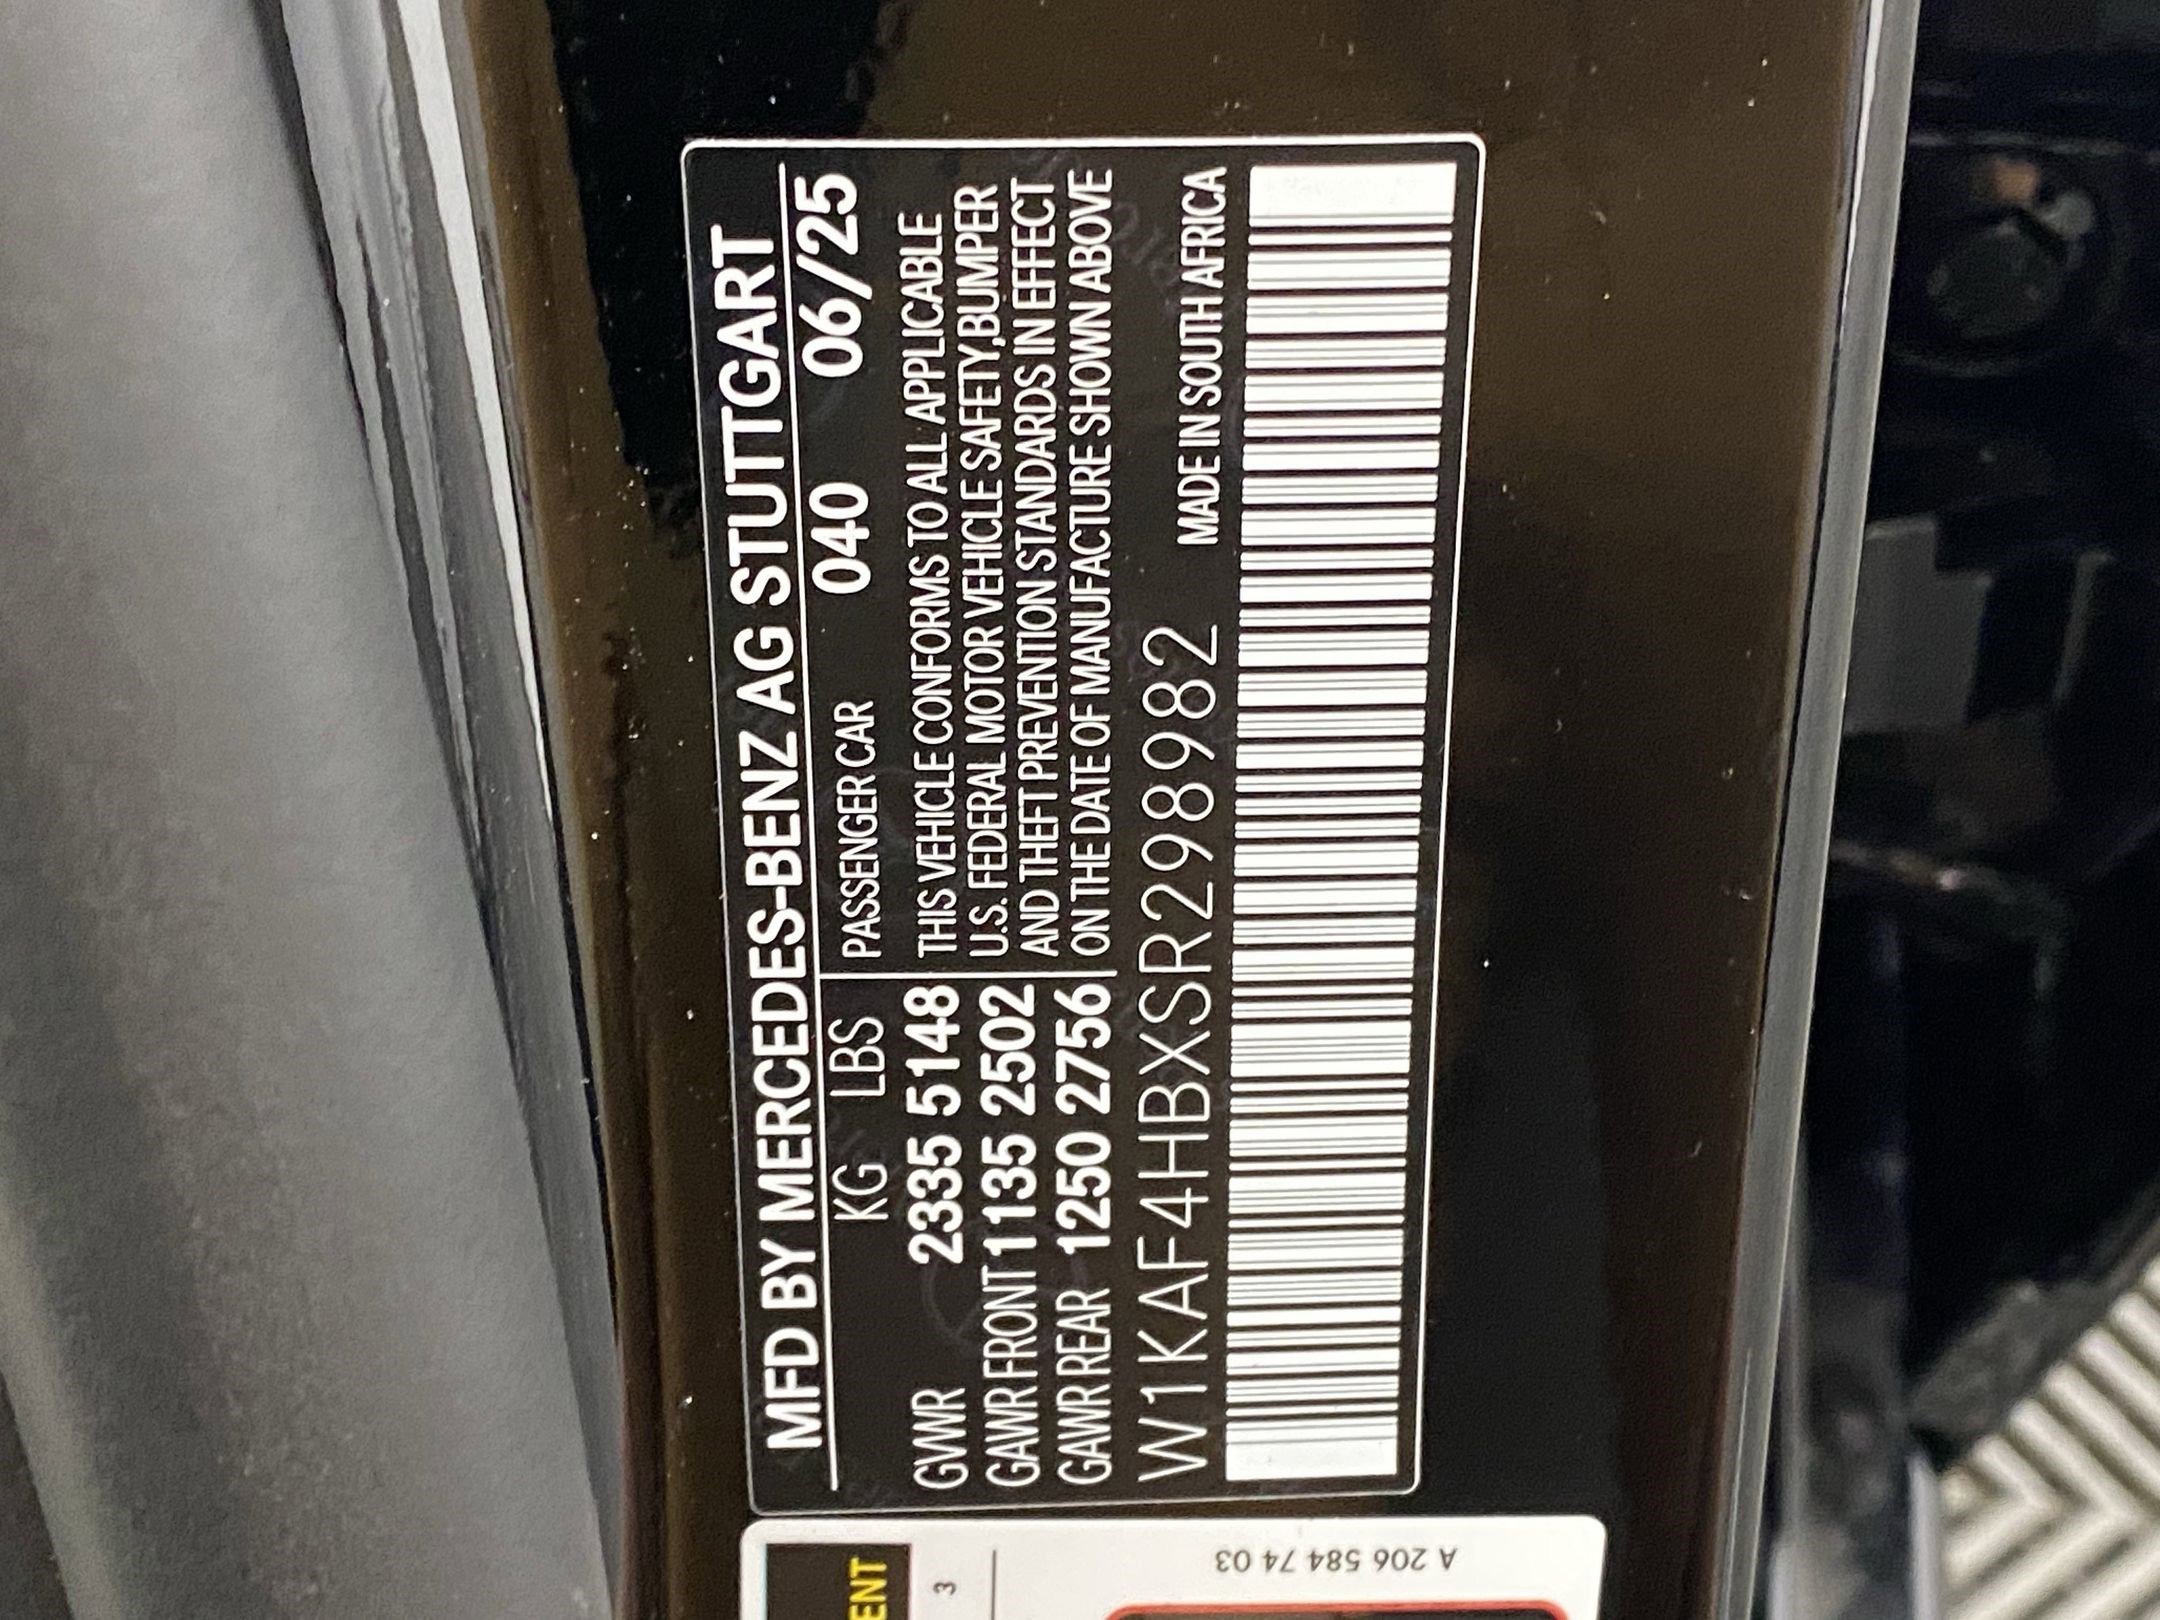 MFD BY MERCEDES-BENZ AG STUTTGART
KG LBS PASSENGER CAR 040 06/25
GVWR 2335 5148 THIS VEHICLE CONFORMS TO ALL APPLICABLE
GAWR FRONT 1135 2502 U.S. FEDERAL MOTOR VEHICLE SAFETY,BUMPER
AND THEFT PREVENTION STANDARDS IN EFFECT
GAWR REAR 1250 2756 ON THE DATE OF MANUFACTURE SHOWN ABOVE
W1KAF4HBXSR298982 MADE IN SOUTH AFRICA
A 206 584 74 03
ENT
3